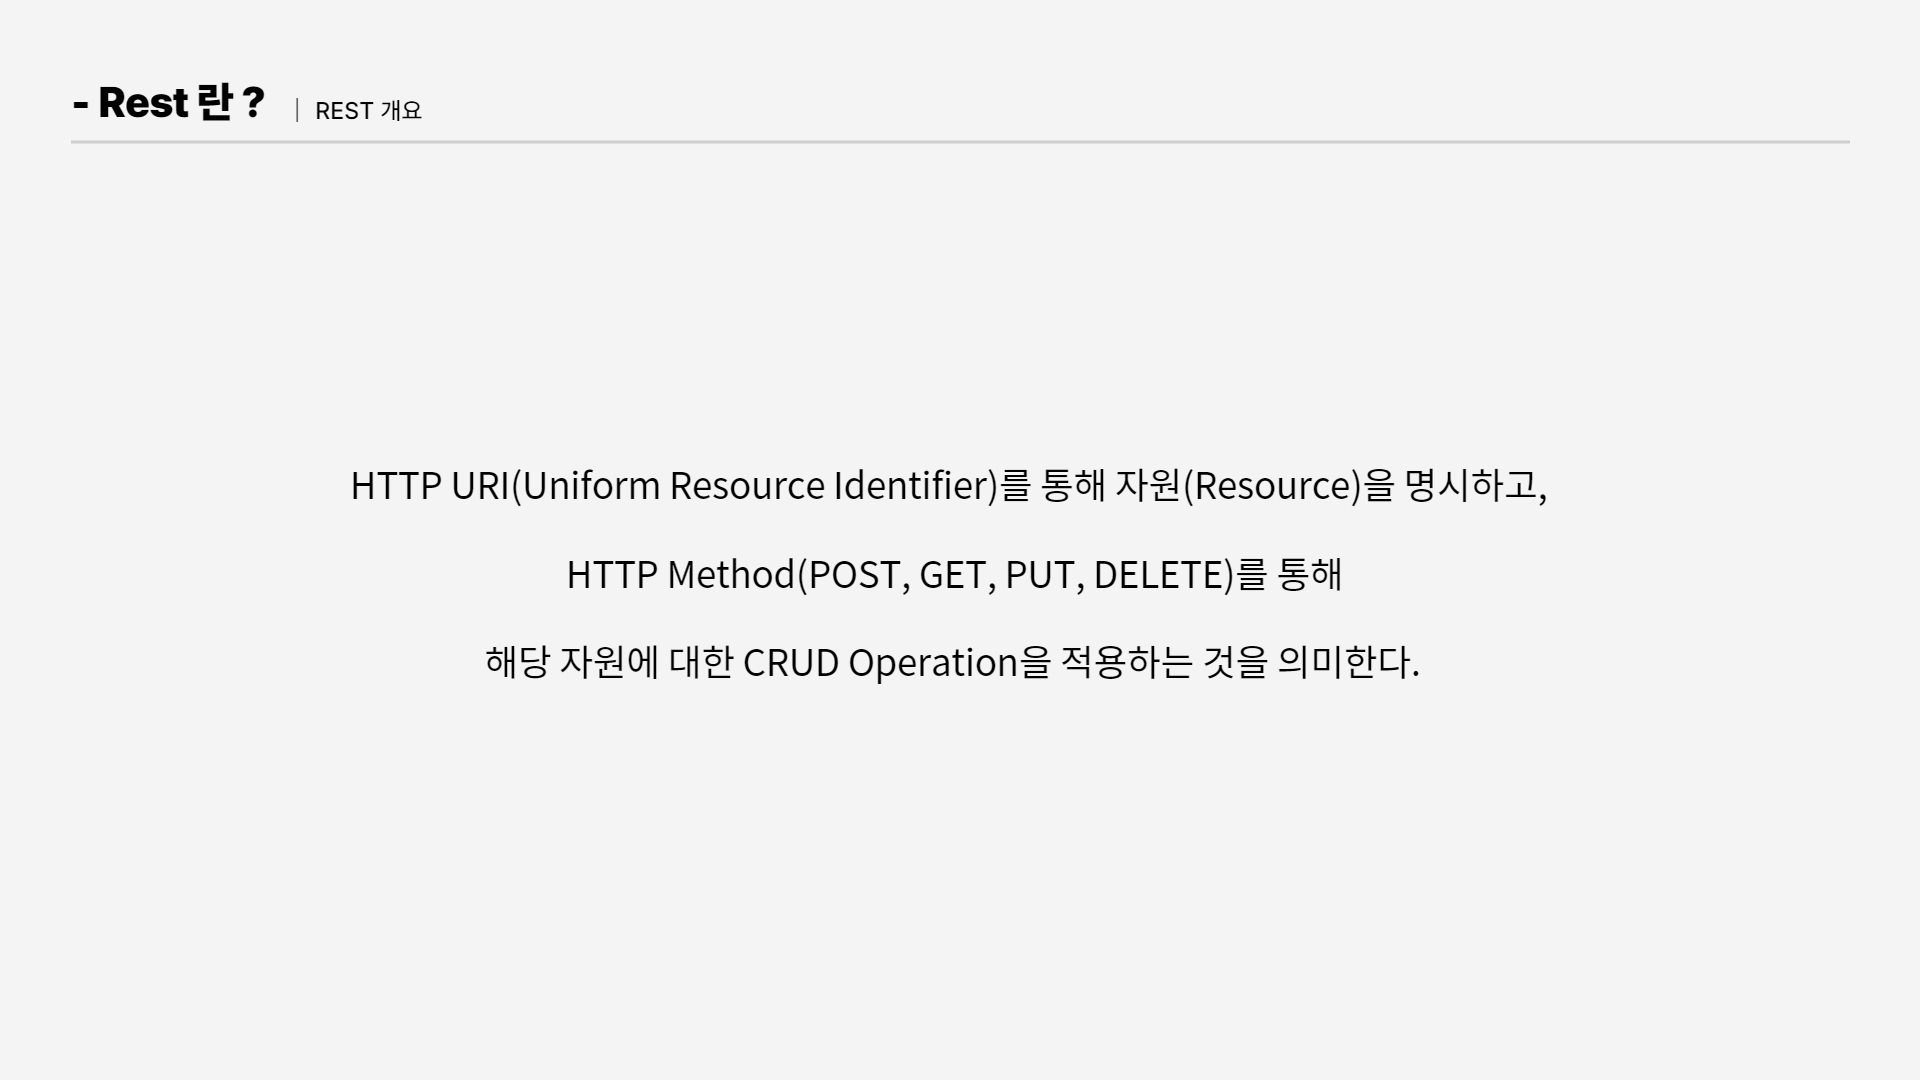 - Rest 란 ? | REST 개요
HTTP URI(Uniform Resource Identifier)를 통해 자원(Resource)을 명시하고,
HTTP Method(POST, GET, PUT, DELETE)를 통해
해당 자원에 대한 CRUD Operation을 적용하는 것을 의미한다.